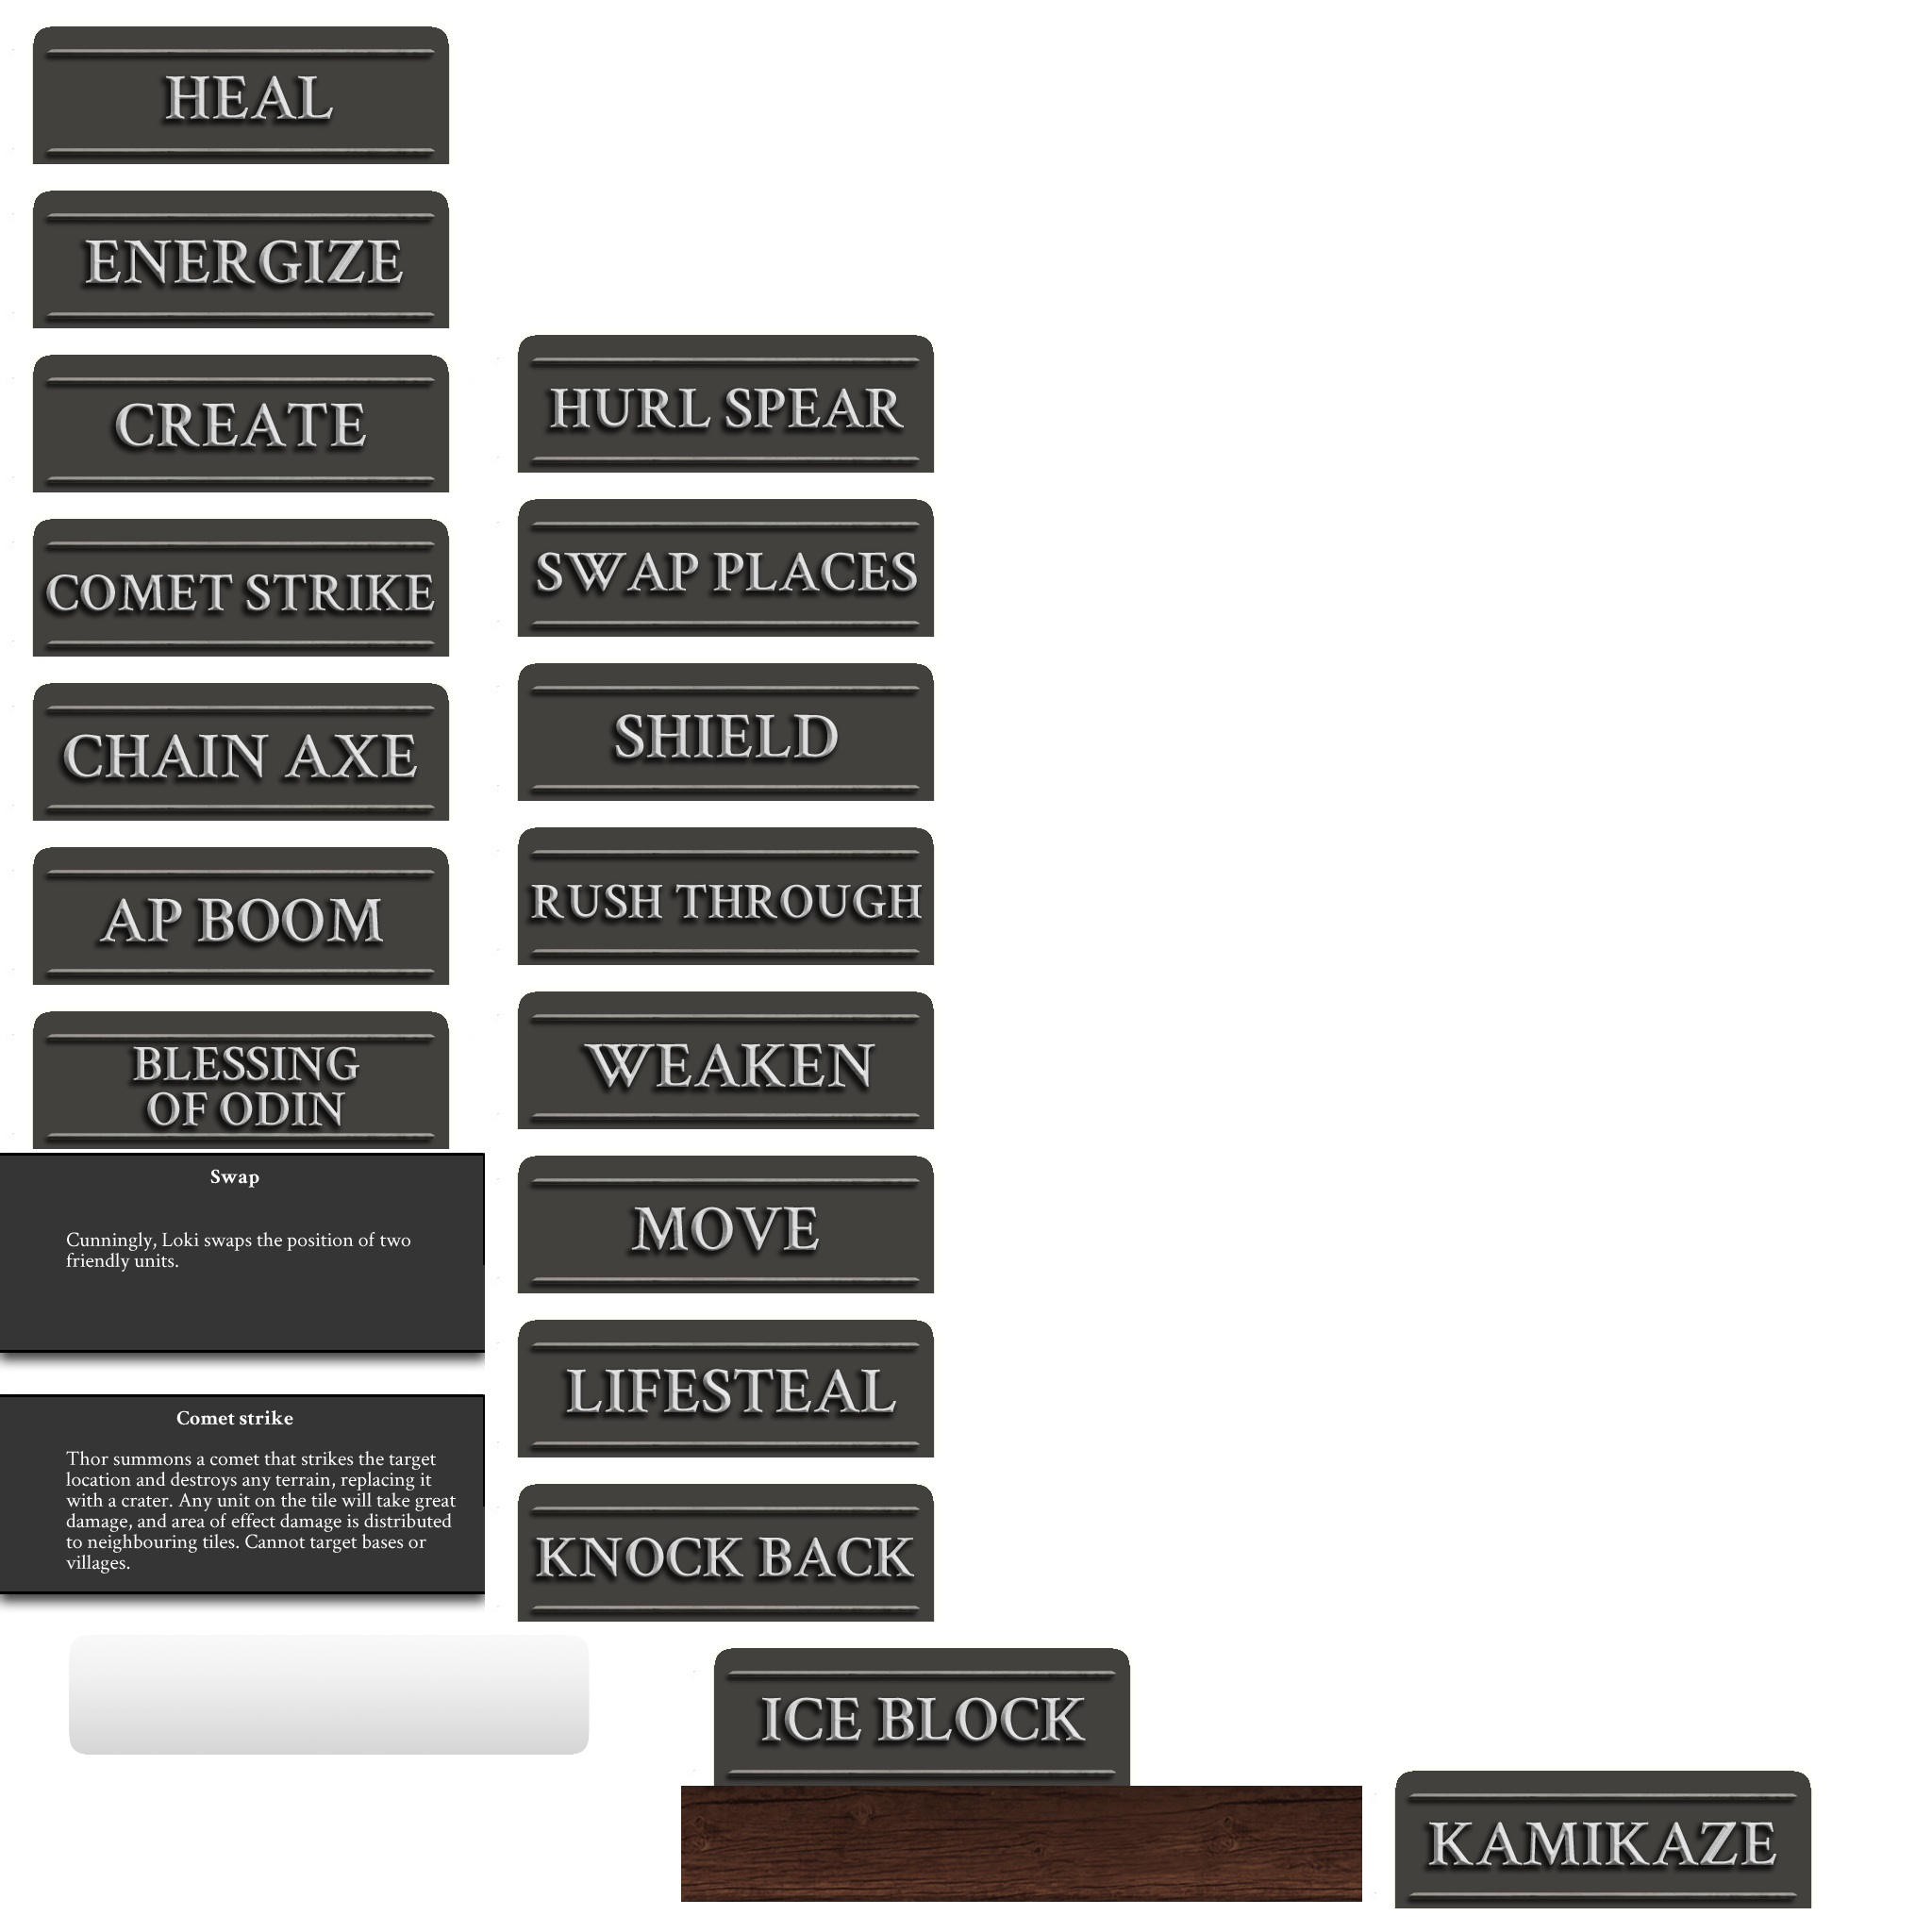 HEAL
ENERGIZE
CREATE
COMET STRIKE
CHAIN AXE
AP BOOM
BLESSING
OF ODIN
Swap
Cunningly, Loki swaps the position of two
friendly units.
Comet strike
Thor summons a comet that strikes the target
location and destroys any terrain, replacing it
with a crater. Any unit on the tile will take great
damage, and area of effect damage is distributed
to neighbouring tiles. Cannot target bases or
villages.
HURL SPEAR
SWAP PLACES
SHIELD
RUSH THROUGH
WEAKEN
MOVE
LIFESTEAL
KNOCK BACK
ICE BLOCK
KAMIKAZE